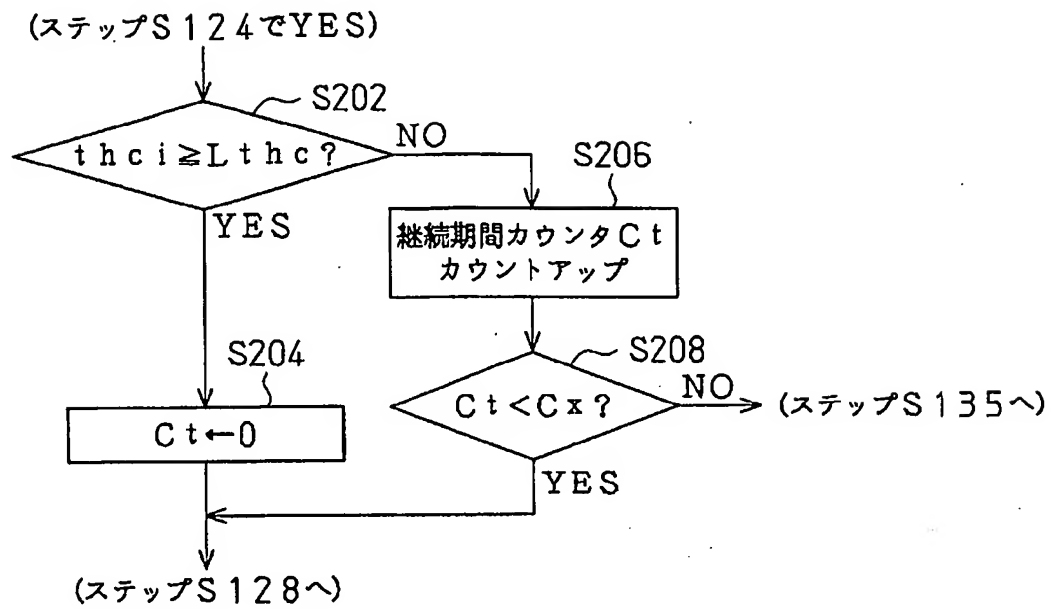 (ステップS124でYES)
S202
thci≧Lthc?
NO
YES
S206
継続期間カウンタCt
カウントアップ
S204
Ct←0
S208
Ct<Cx?
NO
(ステップS135へ)
YES
(ステップS128へ)